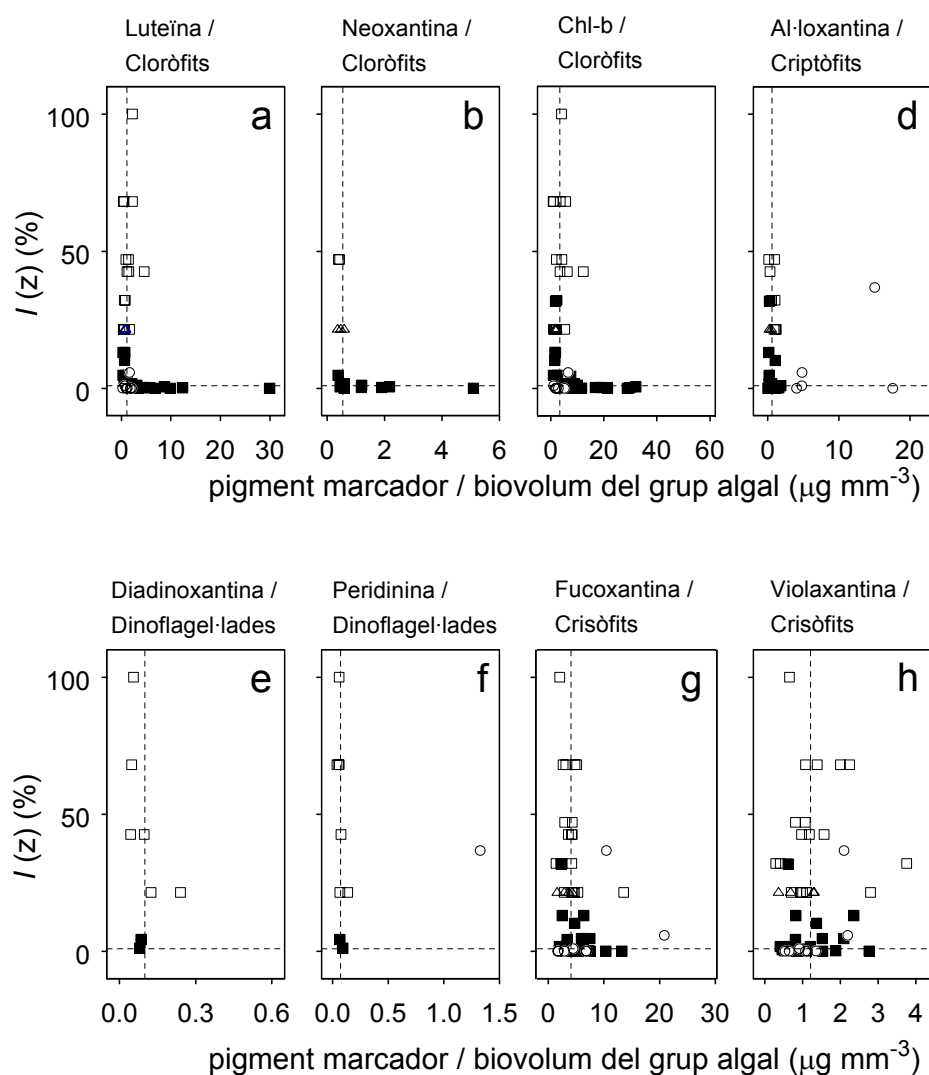 Luteïna / Neoxantina / Chl-b / Al·loxantina /
Cloròfits Cloròfits Cloròfits Criptòfits
a b c d
100
50
0
I (z) (%)
0 10 20 30 0 2 4 6 0 20 40 60 0 10 20
pigment marcador / biovolum del grup algal (μg mm-3)
Diadinoxantina / Peridinina / Fucoxantina / Violaxantina /
Dinoflagel·lades Dinoflagel·lades Crisòfits Crisòfits
e f g h
100
50
0
I (z) (%)
0.0 0.3 0.6 0.0 0.5 1.0 1.5 0 10 20 30 0 1 2 3 4
pigment marcador / biovolum del grup algal (μg mm-3)